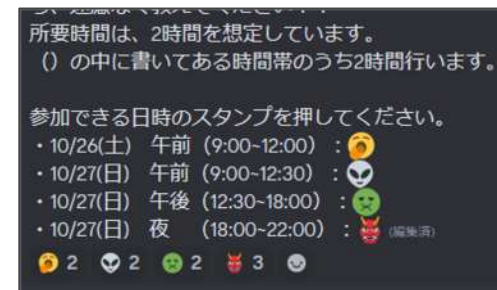 所要時間は、2時間を想定しています。
（）の中に書いてある時間帯のうち2時間行います。
参加できる日時のスタンプを押してください。
・10/26(土) 午前（9:00~12:00）：
・10/27(日) 午前（9:00~12:30）：
・10/27(日) 午後（12:30~18:00）：
・10/27(日) 夜 （18:00~22:00）： (編集済)
2 2 2 3